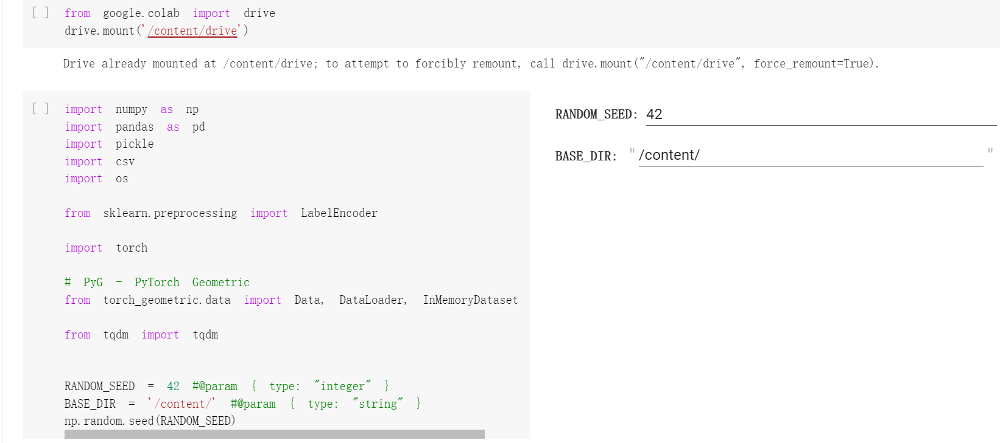 [ ] from google.colab import drive
drive.mount('/content/drive')
Drive already mounted at /content/drive; to attempt to forcibly remount, call drive.mount("/content/drive", force_remount=True).
[ ] import numpy as np
import pandas as pd
import pickle
import csv
import os
from sklearn.preprocessing import LabelEncoder
import torch
# PyG - PyTorch Geometric
from torch_geometric.data import Data, DataLoader, InMemoryDataset
from tqdm import tqdm
RANDOM_SEED = 42 #@param { type: "integer" }
BASE_DIR = '/content/' #@param { type: "string" }
np.random.seed(RANDOM_SEED)
RANDOM_SEED: 42
BASE_DIR: "/content/"